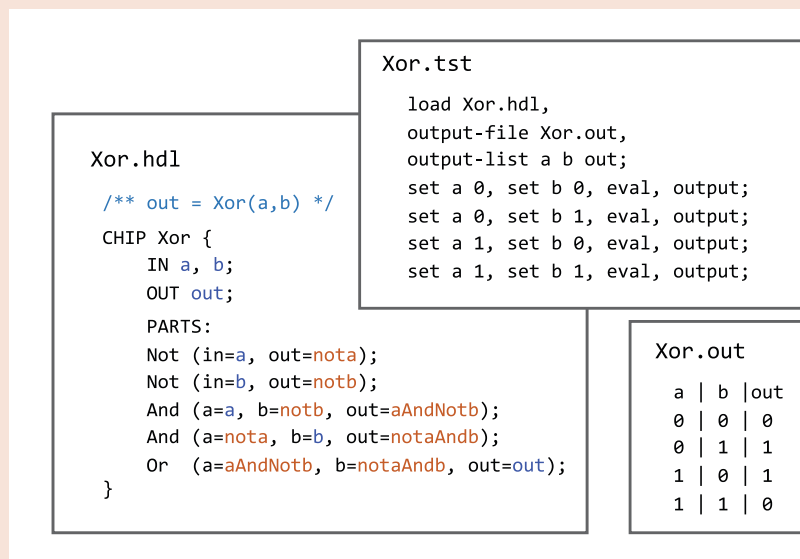 Xor.tst
load Xor.hdl,
output-file Xor.out,
output-list a b out;
set a 0, set b 0, eval, output;
set a 0, set b 1, eval, output;
set a 1, set b 0, eval, output;
set a 1, set b 1, eval, output;
Xor.hdl
/** out = Xor(a,b) */
CHIP Xor {
IN a, b;
OUT out;
PARTS:
Not (in=a, out=nota);
Not (in=b, out=notb);
And (a=a, b=notb, out=aAndNotb);
And (a=nota, b=b, out=notaAndb);
Or  (a=aAndNotb, b=notaAndb, out=out);
}
Xor.out
a | b |out
0 | 0 | 0
0 | 1 | 1
1 | 0 | 1
1 | 1 | 0